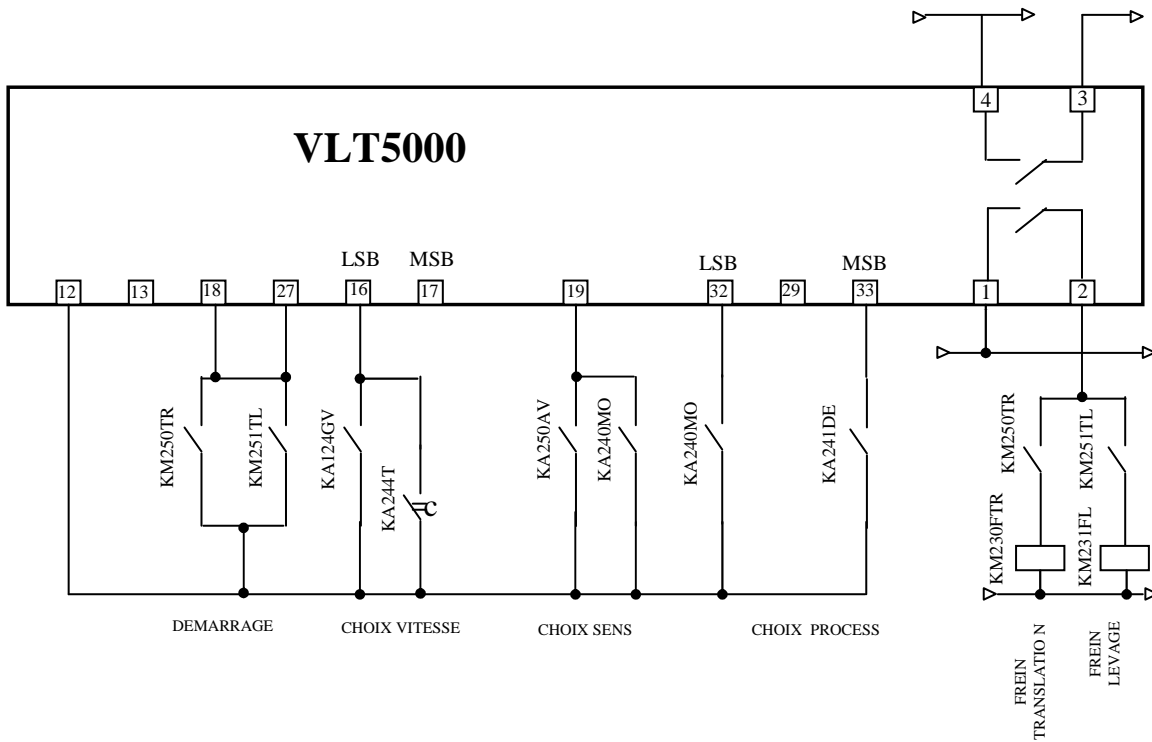 4 3
VLT5000
LSB MSB LSB MSB
12 13 18 27 16 17 19 32 29 33 1 2
KM250TR
KM251TL
KA124GV
KA244T
C
KA250AV
KA240MO
KA240MO
KA241DE
KM250TR
KM251TL
KM230FTR
KM231FL
DEMARRAGE CHOIX VITESSE CHOIX SENS CHOIX PROCESS
FREIN
TRANSLATIO N
FREIN
LEVAGE